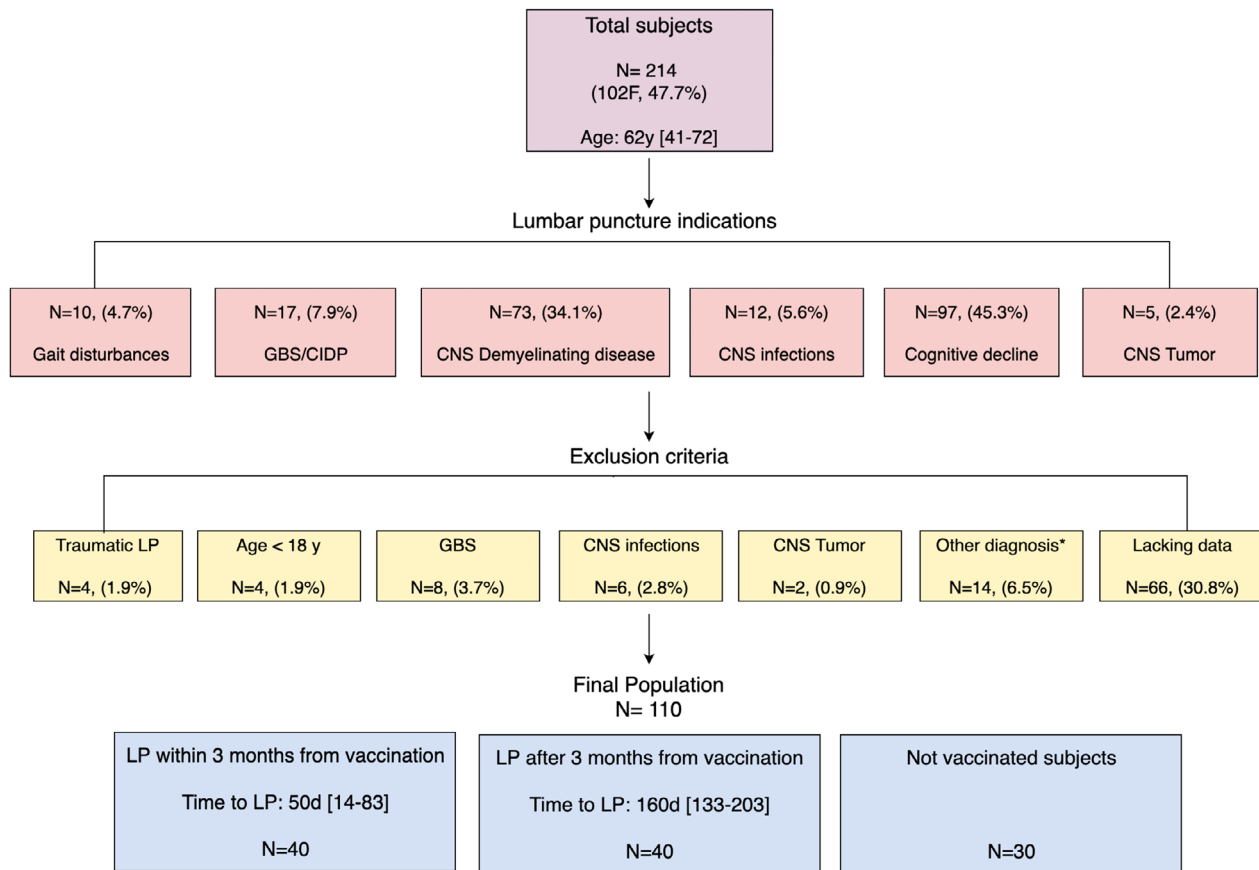 Total subjects
N= 214
(102F, 47.7%)
Age: 62y [41-72]
Lumbar puncture indications
N=10, (4.7%)
Gait disturbances
N=17, (7.9%)
GBS/CIDP
N=73, (34.1%)
CNS Demyelinating disease
N=12, (5.6%)
CNS infections
N=97, (45.3%)
Cognitive decline
N=5, (2.4%)
CNS Tumor
Exclusion criteria
Traumatic LP
N=4, (1.9%)
Age < 18 y
N=4, (1.9%)
GBS
N=8, (3.7%)
CNS infections
N=6, (2.8%)
CNS Tumor
N=2, (0.9%)
Other diagnosis*
N=14, (6.5%)
Lacking data
N=66, (30.8%)
Final Population
N= 110
LP within 3 months from vaccination
Time to LP: 50d [14-83]
N=40
LP after 3 months from vaccination
Time to LP: 160d [133-203]
N=40
Not vaccinated subjects
N=30